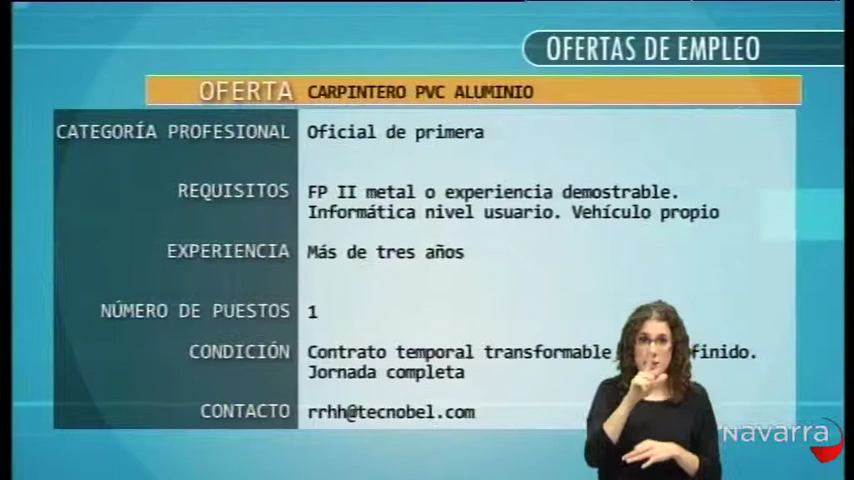 OFERTAS DE EMPLEO
OFERTA CARPINTERO PVC ALUMINIO
CATEGORÍA PROFESIONAL Oficial de primera
REQUISITOS FP II metal o experiencia demostrable.
Informática nivel usuario. Vehículo propio
EXPERIENCIA Más de tres años
NÚMERO DE PUESTOS 1
CONDICIÓN Contrato temporal transformable finido.
Jornada completa
CONTACTO rrhh@tecnobel.com
Navarra